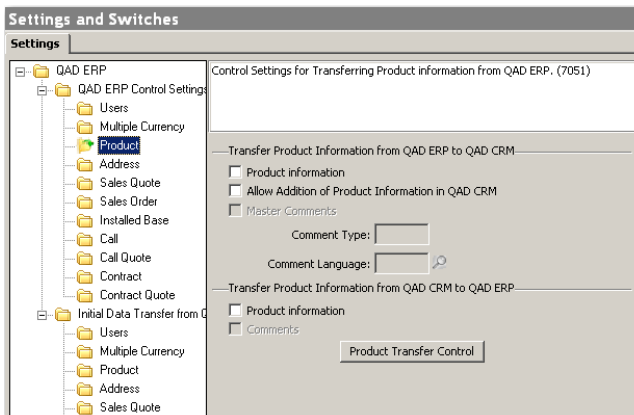 Settings and Switches
Settings
QAD ERP
QAD ERP Control Settings
Users
Multiple Currency
Product
Address
Sales Quote
Sales Order
Installed Base
Call
Call Quote
Contract
Contract Quote
Initial Data Transfer from Q
Users
Multiple Currency
Product
Address
Sales Quote
Control Settings for Transferring Product information from QAD ERP. (7051)
Transfer Product Information from QAD ERP to QAD CRM
Product information
Allow Addition of Product Information in QAD CRM
Master Comments
Comment Type:
Comment Language:
Transfer Product Information from QAD CRM to QAD ERP
Product information
Comments
Product Transfer Control